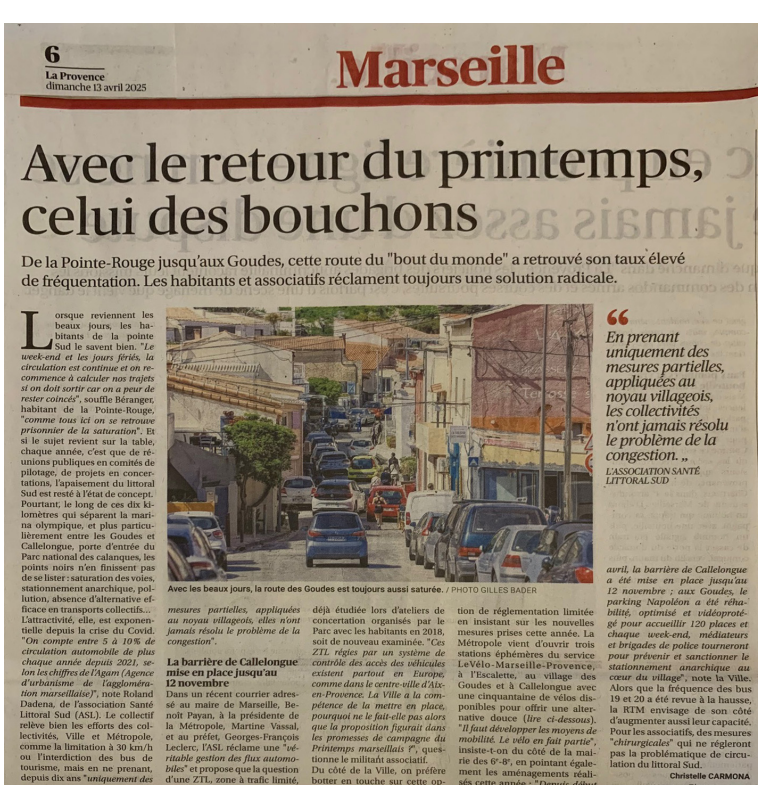 6
La Provence
dimanche 13 avril 2025
Marseille
Avec le retour du printemps,
celui des bouchons
De la Pointe-Rouge jusqu'aux Goudes, cette route du "bout du monde" a retrouvé son taux élevé
de fréquentation. Les habitants et associatifs réclament toujours une solution radicale.
Lorsque reviennent les
beaux jours, les ha-
bitants de la pointe
Sud le savent bien. "Le
week-end et les jours fériés, la
circulation est continue et on re-
commence à calculer nos trajets
si on doit sortir car on a peur de
rester coincés", souffle Béranger,
habitant de la Pointe-Rouge,
"comme tous ici on se retrouve
prisonnier de la saturation". Et
si le sujet revient sur la table,
chaque année, c'est que de ré-
unions publiques en comités de
pilotage, de projets en concer-
tations, l'apaisement du littoral
Sud est resté à l'état de concept.
Pourtant, le long de ces dix ki-
lomètres qui séparent la mari-
na olympique, et plus particu-
lièrement entre les Goudes et
Callelongue, porte d'entrée du
Parc national des calanques, les
points noirs n'en finissent pas
de se lister : saturation des voies,
stationnement anarchique, pol-
lution, absence d'alternative ef-
ficace en transports collectifs...
L'attractivité, elle, est exponen-
tielle depuis la crise du Covid.
"On compte entre 5 à 10 % de
circulation automobile de plus
chaque année depuis 2021, se-
lon les chiffres de l'Agam (Agence
d'urbanisme de l'agglomération
marseillaise)", note Roland
Dadena, de l'association Santé
Littoral Sud (ASL). Le collectif
relève bien les efforts des col-
lectivités, Ville et Métropole,
comme la limitation à 30 km/h
ou l'interdiction des bus de
tourisme, mais en ne prenant,
depuis dix ans "uniquement des
Avec les beaux jours, la route des Goudes est toujours aussi saturée. / PHOTO GILLES BADER
mesures partielles, appliquées
au noyau villageois, elles n'ont
jamais résolu le problème de la
congestion".
La barrière de Callelongue
mise en place jusqu'au
12 novembre
Dans un récent courrier adres-
sé au maire de Marseille, Be-
noît Payan, à la présidente de
la Métropole, Martine Vassal,
et au préfet, Georges-François
Leclerc, l'ASL réclame une "vé-
ritable gestion des flux automo-
biles" et propose que la question
d'une ZTL, zone à trafic limité,
déjà étudiée lors d'ateliers de
concertation organisés par le
Parc avec les habitants en 2018,
soit de nouveau examinée. "Ces
ZTL régies par un système de
contrôle des accès des véhicules
existent partout en Europe,
comme dans le centre-ville d'Aix-
en-Provence. La Ville a la com-
pétence de la mettre en place,
pourquoi ne le fait-elle pas alors
que la proposition figurait dans
les promesses de campagne du
Printemps marseillais ?", ques-
tionne le militant associatif.
Du côté de la Ville, on préfère
botter en touche sur cette op-
tion de réglementation limitée
en insistant sur les nouvelles
mesures prises cette année. La
Métropole vient d'ouvrir trois
stations éphémères du service
LeVélo-Marseille-Provence,
à l'Escalette, au village des
Goudes et à Callelongue avec
une cinquantaine de vélos dis-
ponibles pour offrir une alter-
native douce (lire ci-dessous).
"Il faut développer les moyens de
mobilité. Le vélo en fait partie",
insiste-t-on du côté de la mai-
rie des 6e-8e, en pointant égale-
ment les aménagements réali-
sés cette année : "Depuis début
“
En prenant
uniquement des
mesures partielles,
appliquées au
noyau villageois,
les collectivités
n'ont jamais résolu
le problème de la
congestion. „
L'ASSOCIATION SANTÉ
LITTORAL SUD
avril, la barrière de Callelongue
a été mise en place jusqu'au
12 novembre ; aux Goudes, le
parking Napoléon a été réha-
bilité, optimisé et vidéoproté-
gé pour accueillir 120 places et
chaque week-end, médiateurs
et brigades de police tourneront
pour prévenir et sanctionner le
stationnement anarchique au
cœur du village", note la Ville.
Alors que la fréquence des bus
19 et 20 a été revue à la hausse,
la RTM envisage de son côté
d'augmenter aussi leur capacité.
Pour les associatifs, des mesures
"chirurgicales" qui ne régleront
pas la problématique de circu-
lation du littoral Sud.
Christelle CARMONA